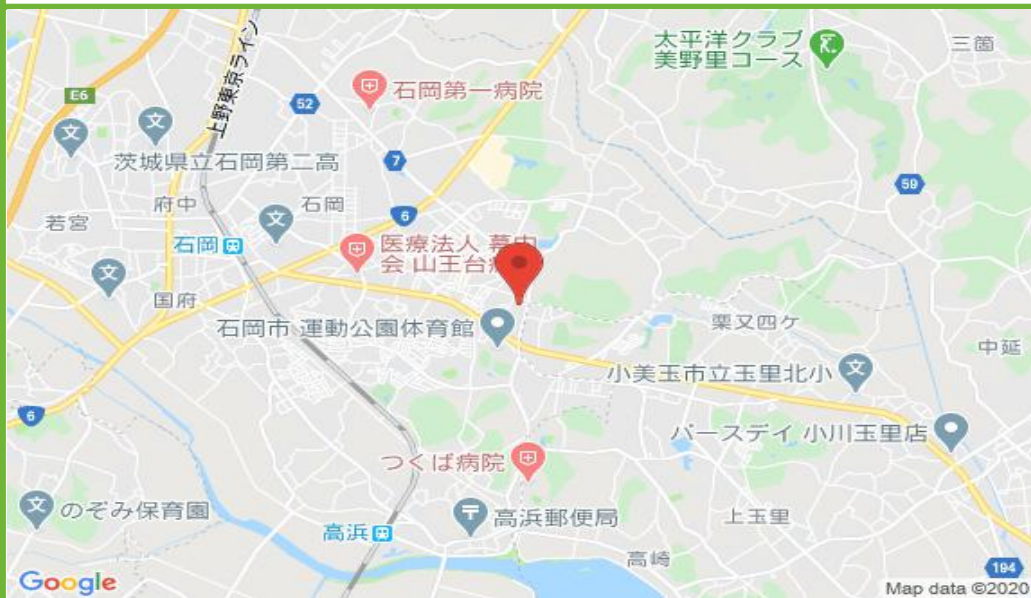 太平洋クラブ
美野里コース
三箇
上野東京ライン
E6
52
石岡第一病院
茨城県立石岡第二高
7
59
府中
石岡
6
若宮
石岡
医療法人 幕内
会 山王台病
国府
石岡市 運動公園体育館
栗又四ケ
中延
小美玉市立玉里北小
6
バースデイ 小川玉里店
つくば病院
のぞみ保育園
高浜郵便局
上玉里
高浜
高崎
194
Google
Map data ©2020